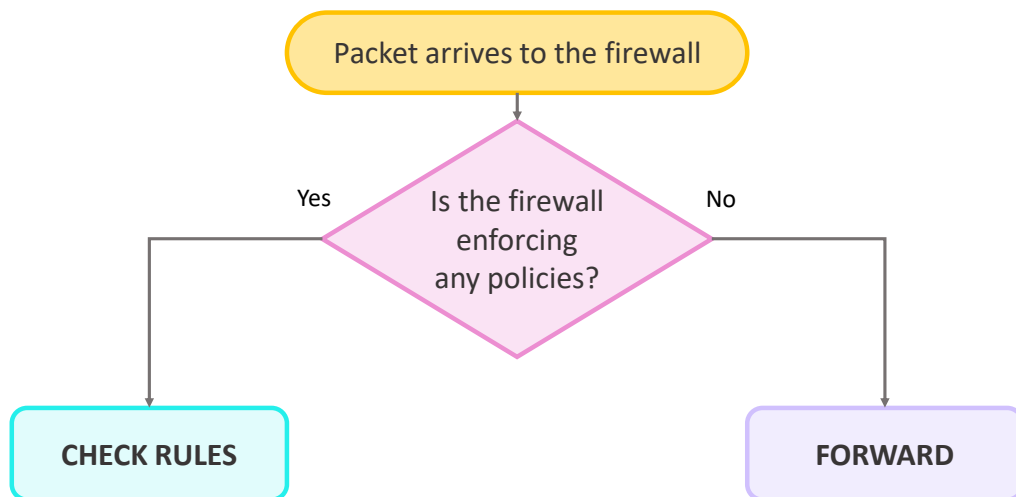 Packet arrives to the firewall
Yes
Is the firewall
enforcing
any policies?
No
CHECK RULES
FORWARD